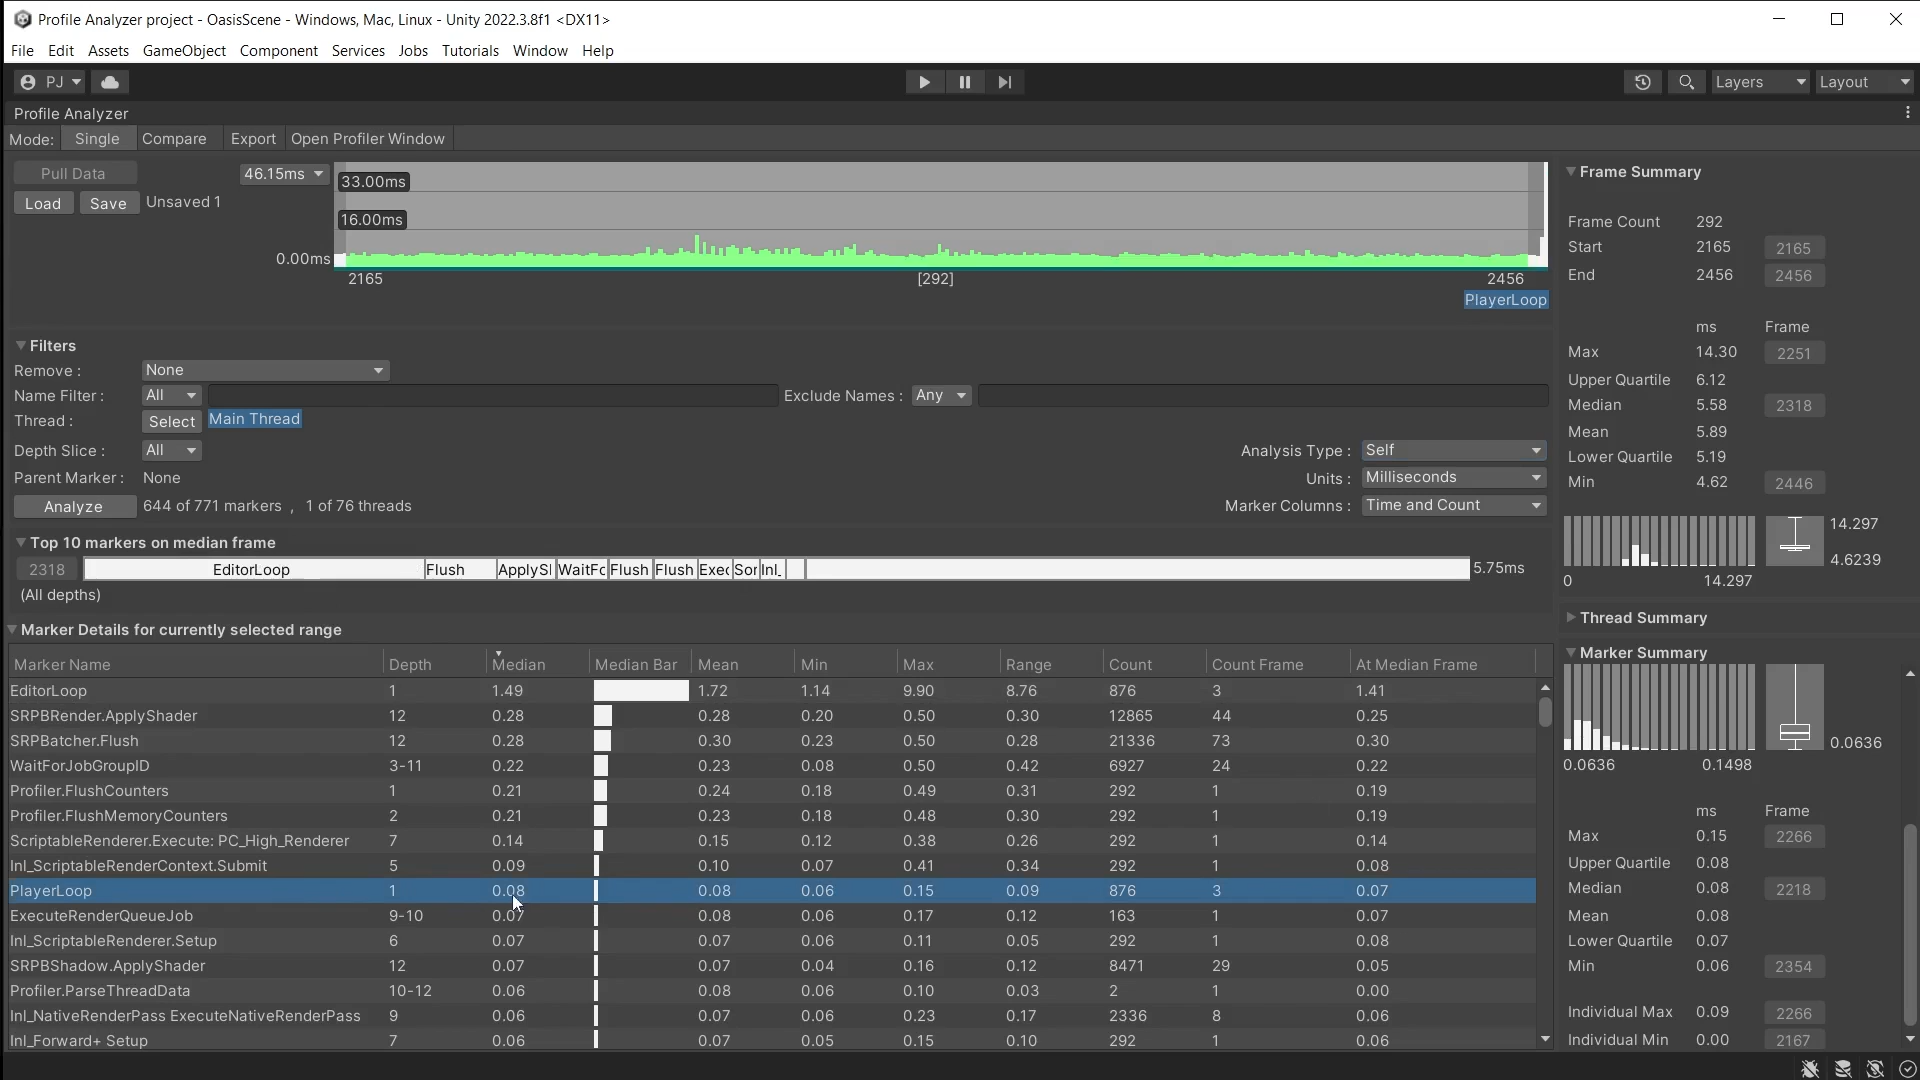 Profile Analyzer project - OasisScene - Windows, Mac, Linux - Unity 2022.3.8f1 <DX11>
File Edit Assets GameObject Component Services Jobs Tutorials Window Help
PJ Layers Layout
Profile Analyzer
Mode: Single Compare Export Open Profiler Window
Pull Data 46.15ms
Load Save Unsaved 1
33.00ms
16.00ms
0.00ms
2165 [292] 2456
PlayerLoop
Filters
Remove : None
Name Filter : All Exclude Names : Any
Thread : Select Main Thread
Depth Slice : All Analysis Type : Self
Parent Marker : None Units : Milliseconds
Analyze 644 of 771 markers , 1 of 76 threads Marker Columns : Time and Count
Top 10 markers on median frame
2318 EditorLoop Flush ApplySl WaitFc Flush Flush Exec Sor Inl_ 5.75ms
(All depths)
Marker Details for currently selected range
Marker Name Depth Median Median Bar Mean Min Max Range Count Count Frame At Median Frame
EditorLoop 1 1.49 1.72 1.14 9.90 8.76 876 3 1.41
SRPBRender.ApplyShader 12 0.28 0.28 0.20 0.50 0.30 12865 44 0.25
SRPBatcher.Flush 12 0.28 0.30 0.23 0.50 0.28 21336 73 0.30
WaitForJobGroupID 3-11 0.22 0.23 0.08 0.50 0.42 6927 24 0.22
Profiler.FlushCounters 1 0.21 0.24 0.18 0.49 0.31 292 1 0.19
Profiler.FlushMemoryCounters 2 0.21 0.23 0.18 0.48 0.30 292 1 0.19
ScriptableRenderer.Execute: PC_High_Renderer 7 0.14 0.15 0.12 0.38 0.26 292 1 0.14
Inl_ScriptableRenderContext.Submit 5 0.09 0.10 0.07 0.41 0.34 292 1 0.08
PlayerLoop 1 0.08 0.08 0.06 0.15 0.09 876 3 0.07
ExecuteRenderQueueJob 9-10 0.07 0.08 0.06 0.17 0.12 163 1 0.07
Inl_ScriptableRenderer.Setup 6 0.07 0.07 0.06 0.11 0.05 292 1 0.08
SRPBShadow.ApplyShader 12 0.07 0.07 0.04 0.16 0.12 8471 29 0.05
Profiler.ParseThreadData 10-12 0.06 0.08 0.06 0.10 0.03 2 1 0.00
Inl_NativeRenderPass ExecuteNativeRenderPass 9 0.06 0.07 0.06 0.23 0.17 2336 8 0.06
Inl_Forward+ Setup 7 0.06 0.07 0.05 0.15 0.10 292 1 0.06
Frame Summary
Frame Count 292
Start 2165 2165
End 2456 2456
ms Frame
Max 14.30 2251
Upper Quartile 6.12
Median 5.58 2318
Mean 5.89
Lower Quartile 5.19
Min 4.62 2446
14.297
4.6239
0 14.297
Thread Summary
Marker Summary
0.0636
0.0636 0.1498
ms Frame
Max 0.15 2266
Upper Quartile 0.08
Median 0.08 2218
Mean 0.08
Lower Quartile 0.07
Min 0.06 2354
Individual Max 0.09 2266
Individual Min 0.00 2167